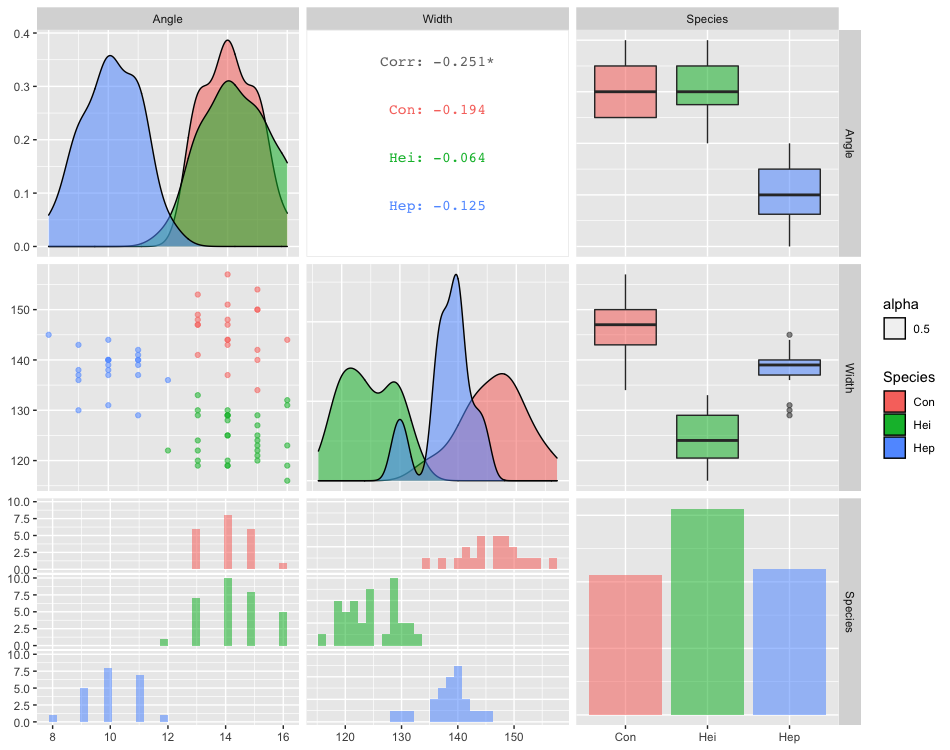 Angle Width Species
0.4
0.3
0.2
0.1
0.0
Corr: -0.251*
Con: -0.194
Hei: -0.064
Hep: -0.125
Angle
150
140
130
120
Width
10.0
7.5
5.0
2.5
0.0
10.0
7.5
5.0
2.5
0.0
10.0
7.5
5.0
2.5
0.0
Species
8 10 12 14 16
120 130 140 150
Con Hei Hep
alpha
0.5
Species
Con
Hei
Hep